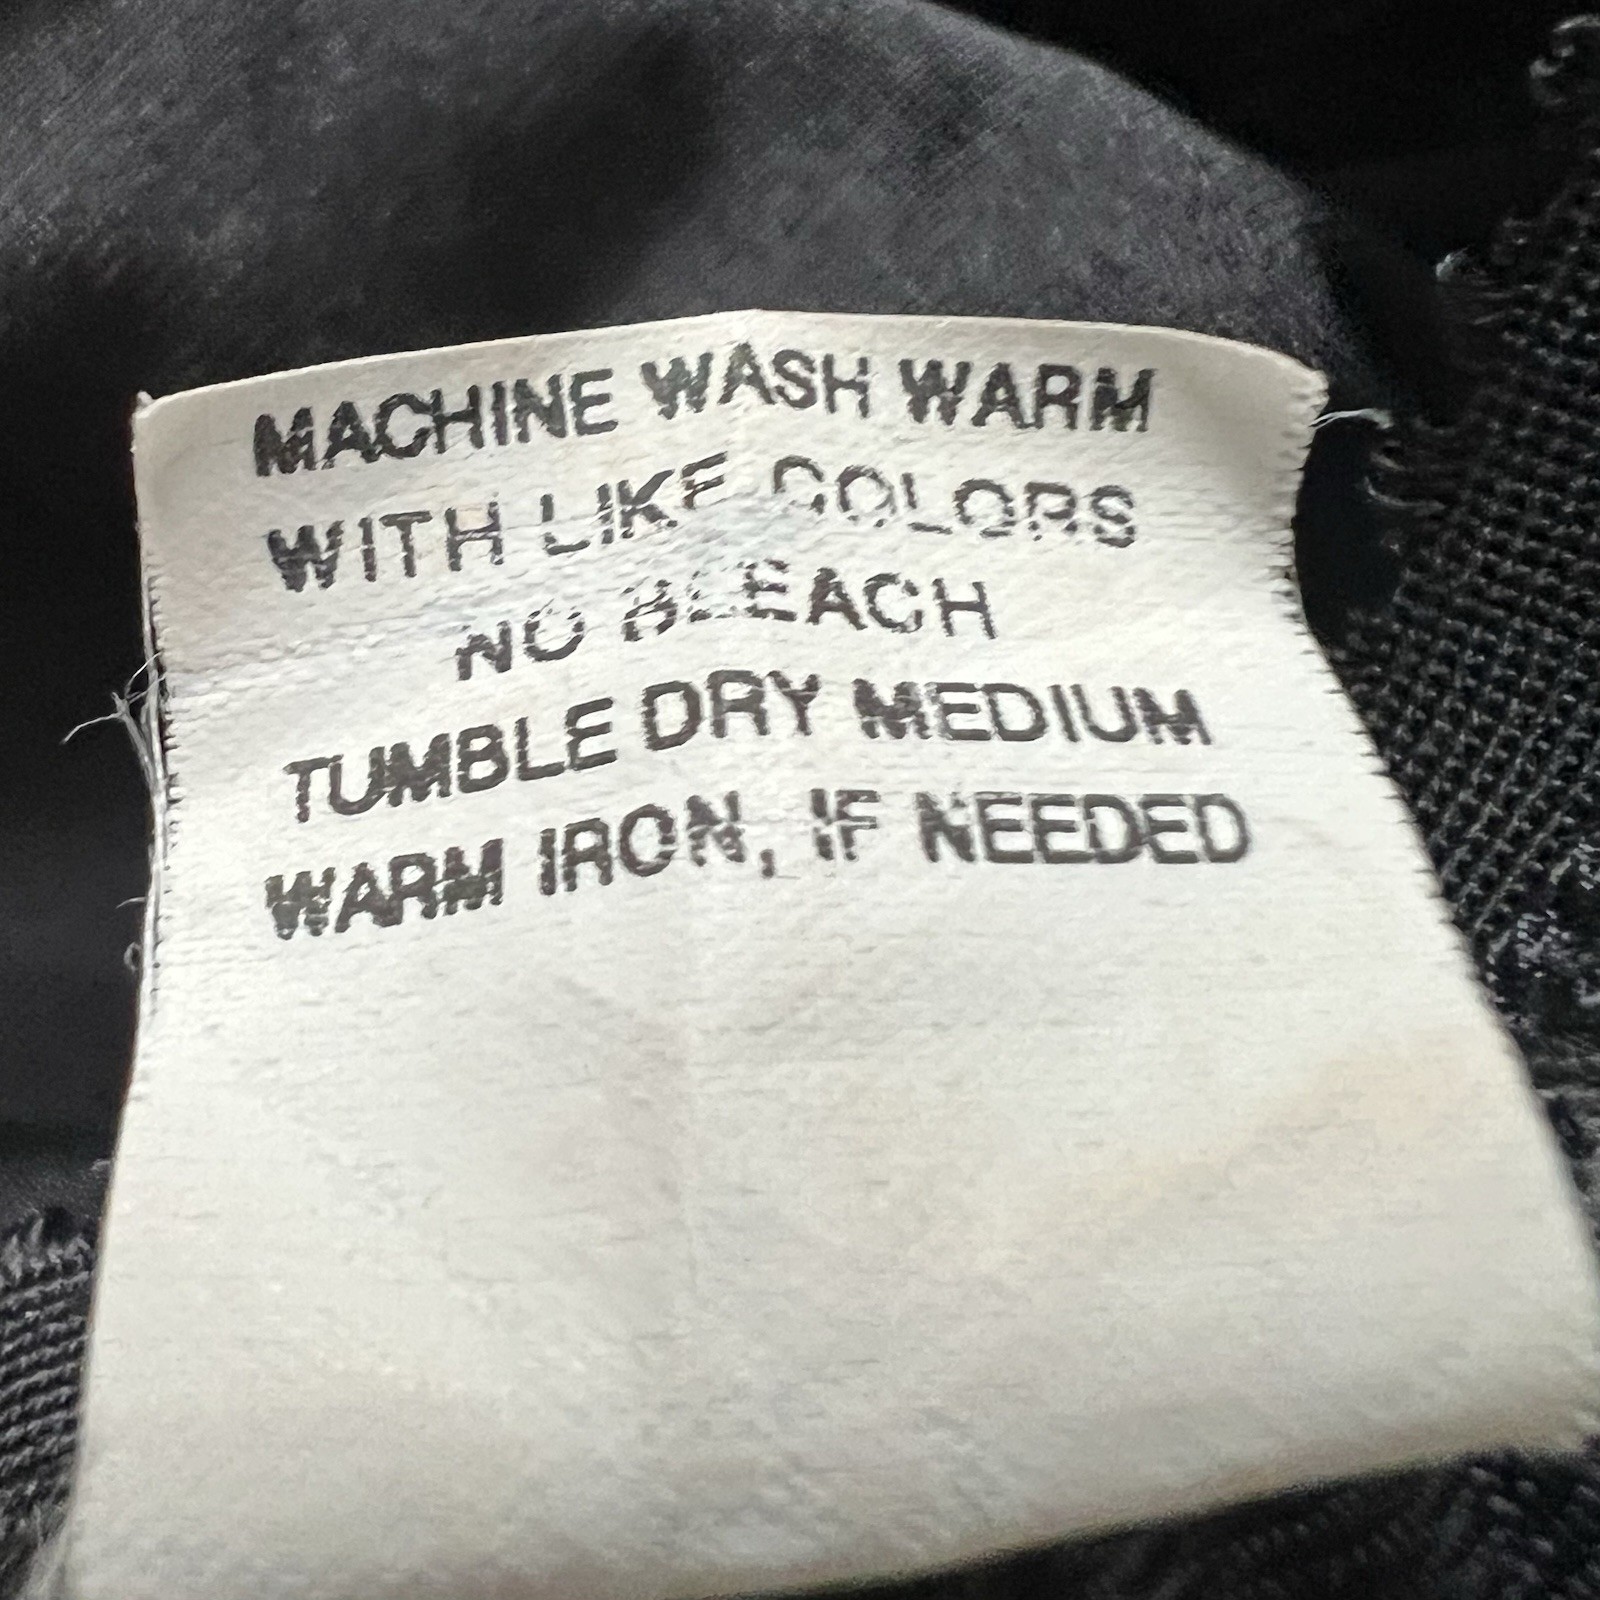 MACHINE WASH WARM
WITH LIKE COLORS
NO BLEACH
TUMBLE DRY MEDIUM
WARM IRON, IF NEEDED